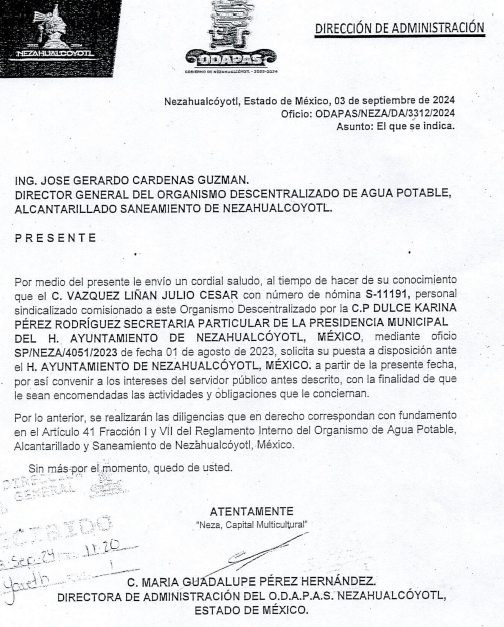 NEZAHUALCÓYOTL
ODAPAS
GOBIERNO DE NEZAHUALCÓYOTL - 2022-2024
DIRECCIÓN DE ADMINISTRACIÓN
Nezahualcóyotl, Estado de México, 03 de septiembre de 2024
Oficio: ODAPAS/NEZA/DA/3312/2024
Asunto: El que se indica.
ING. JOSE GERARDO CARDENAS GUZMAN.
DIRECTOR GENERAL DEL ORGANISMO DESCENTRALIZADO DE AGUA POTABLE,
ALCANTARILLADO SANEAMIENTO DE NEZAHUALCOYOTL.
P R E S E N T E
Por medio del presente le envío un cordial saludo, al tiempo de hacer de su conocimiento
que el C. VAZQUEZ LIÑAN JULIO CESAR con número de nómina S-11191, personal
sindicalizado comisionado a este Organismo Descentralizado por la C.P DULCE KARINA
PÉREZ RODRÍGUEZ SECRETARIA PARTICULAR DE LA PRESIDENCIA MUNICIPAL
DEL H. AYUNTAMIENTO DE NEZAHUALCÓYOTL, MÉXICO, mediante oficio
SP/NEZA/4051/2023 de fecha 01 de agosto de 2023, solicita su puesta a disposición ante
el H. AYUNTAMIENTO DE NEZAHUALCÓYOTL, MÉXICO. a partir de la presente fecha,
por así convenir a los intereses del servidor público antes descrito, con la finalidad de que
le sean encomendadas las actividades y obligaciones que le conciernan.
Por lo anterior, se realizarán las diligencias que en derecho correspondan con fundamento
en el Artículo 41 Fracción I y VII del Reglamento Interno del Organismo de Agua Potable,
Alcantarillado y Saneamiento de Nezahualcóyotl, México.
Sin más por el momento, quedo de usted.
DIRECCIÓN
GENERAL
RECIBIDO
Sep-24 11:20
Yareth 1
ATENTAMENTE
"Neza, Capital Multicultural"
C. MARIA GUADALUPE PÉREZ HERNÁNDEZ.
DIRECTORA DE ADMINISTRACIÓN DEL O.D.A.P.A.S. NEZAHUALCÓYOTL,
ESTADO DE MÉXICO.